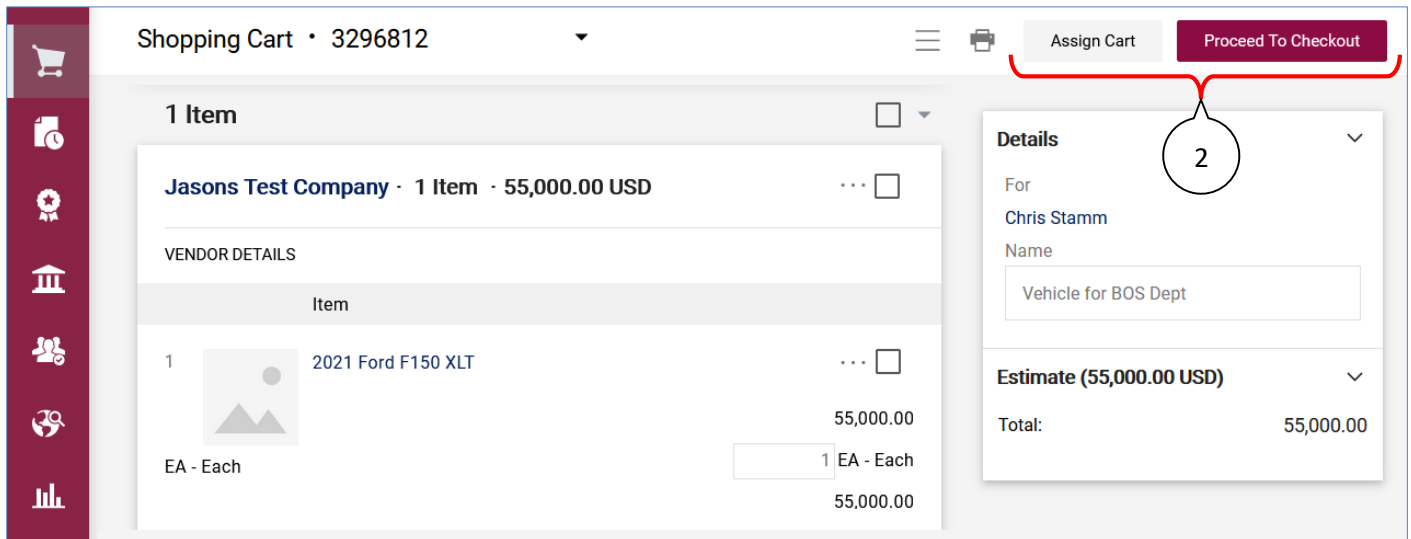 Shopping Cart • 3296812
Assign Cart
Proceed To Checkout
2
1 Item
Jasons Test Company · 1 Item · 55,000.00 USD
VENDOR DETAILS
Item
1
2021 Ford F150 XLT
55,000.00
EA - Each
1 EA - Each
55,000.00
Details
For
Chris Stamm
Name
Vehicle for BOS Dept
Estimate (55,000.00 USD)
Total: 55,000.00